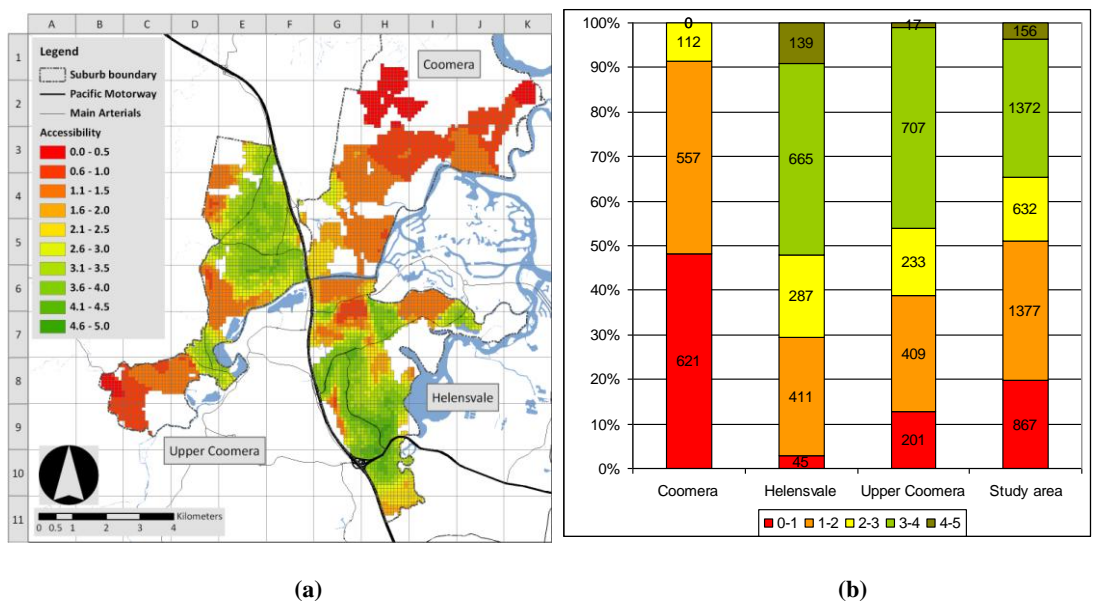 A B C D E F G H I J K
1
2
3
4
5
6
7
8
9
10
11
Legend
Suburb boundary
Pacific Motorway
Main Arterials
Accessibility
0.0 - 0.5
0.6 - 1.0
1.1 - 1.5
1.6 - 2.0
2.1 - 2.5
2.6 - 3.0
3.1 - 3.5
3.6 - 4.0
4.1 - 4.5
4.6 - 5.0
Coomera
Helensvale
Upper Coomera
Kilometers
0 0.5 1 2 3 4
(a)
100%
90%
80%
70%
60%
50%
40%
30%
20%
10%
0%
0
112
557
621
139
665
287
411
45
17
707
233
409
201
156
1372
632
1377
867
Coomera Helensvale Upper Coomera Study area
0-1 1-2 2-3 3-4 4-5
(b)